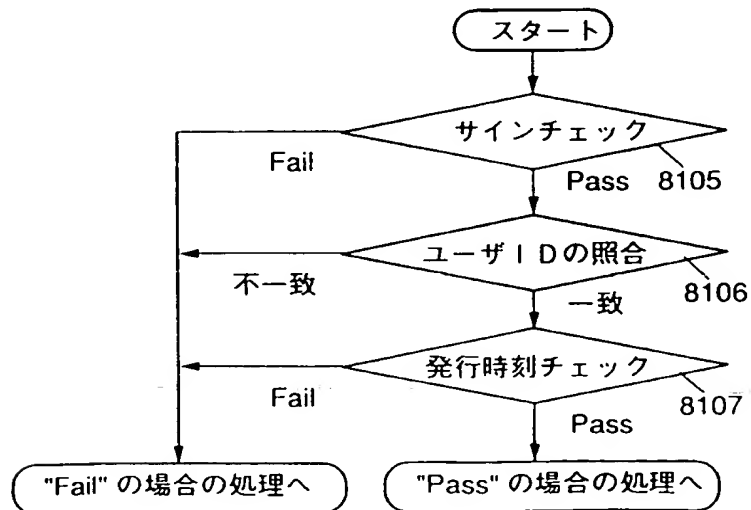 スタート
サインチェック
Fail
Pass
8105
ユーザIDの照合
不一致
一致
8106
発行時刻チェック
Fail
Pass
8107
"Fail" の場合の処理へ
"Pass" の場合の処理へ